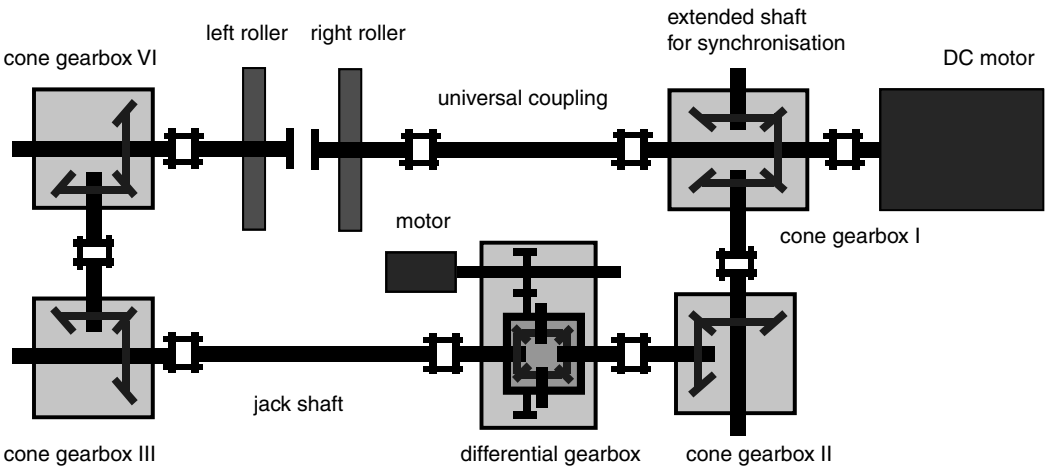 extended shaft
for synchronisation
left roller
right roller
DC motor
cone gearbox VI
universal coupling
motor
cone gearbox I
jack shaft
cone gearbox III
differential gearbox
cone gearbox II